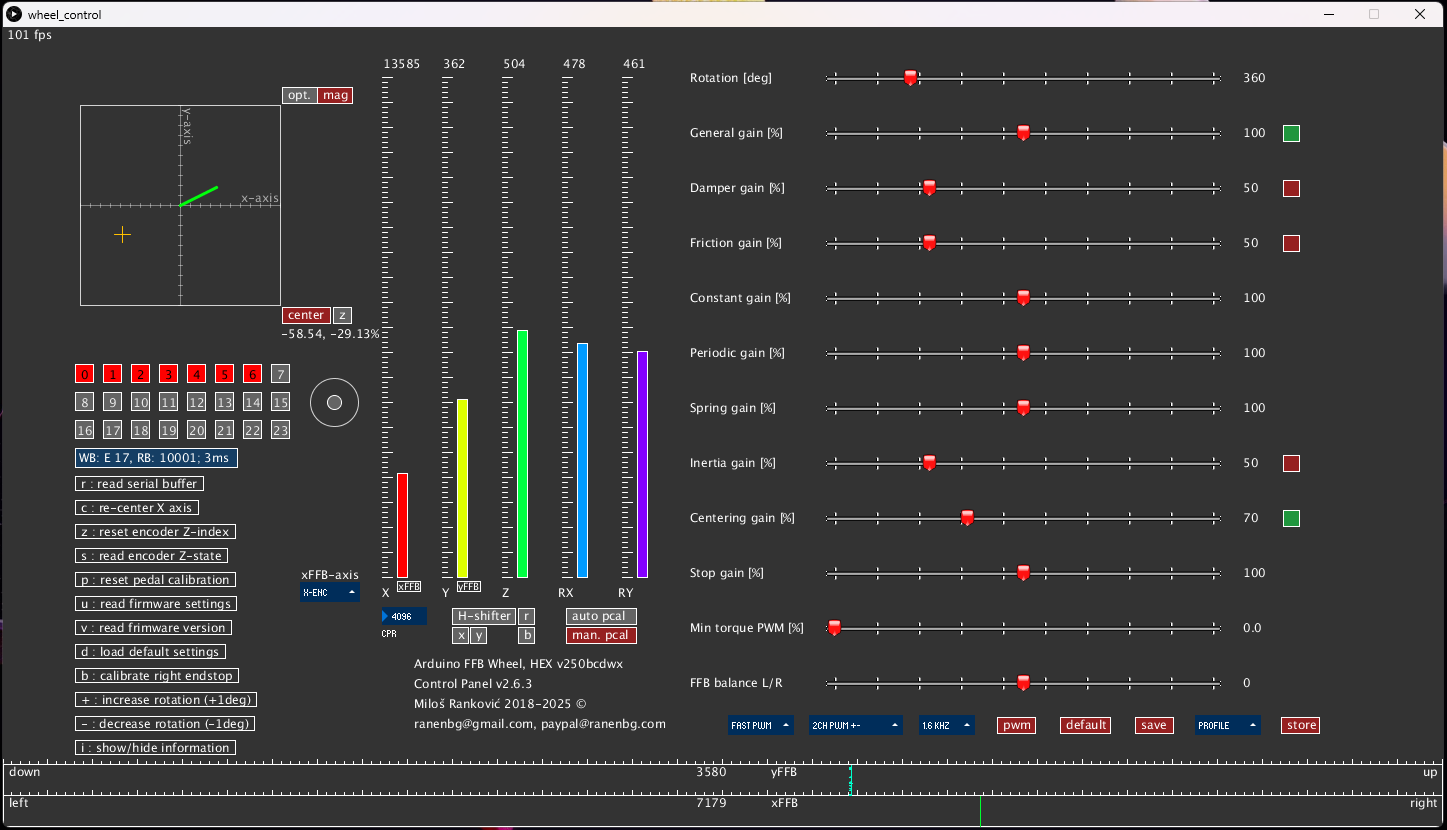 wheel_control
101 fps
13585 362 504 478 461
opt. mag
y-axis
x-axis
center z
-58.54, -29.13%
0 1 2 3 4 5 6 7
8 9 10 11 12 13 14 15
16 17 18 19 20 21 22 23
WB: E 17, RB: 10001; 3ms
r : read serial buffer
c : re-center X axis
z : reset encoder Z-index
s : read encoder Z-state
p : reset pedal calibration
u : read firmware settings
v : read frimware version
d : load default settings
b : calibrate right endstop
+ : increase rotation (+1deg)
- : decrease rotation (-1deg)
i : show/hide information
xFFB-axis
X-ENC
X xFFB Y yFFB Z RX RY
4096
CPR
H-shifter r
x y b
auto pcal
man. pcal
Arduino FFB Wheel, HEX v250bcdwx
Control Panel v2.6.3
Miloš Ranković 2018-2025 ©
ranenbg@gmail.com, paypal@ranenbg.com
Rotation [deg] 360
General gain [%] 100
Damper gain [%] 50
Friction gain [%] 50
Constant gain [%] 100
Periodic gain [%] 100
Spring gain [%] 100
Inertia gain [%] 50
Centering gain [%] 70
Stop gain [%] 100
Min torque PWM [%] 0.0
FFB balance L/R 0
FAST PWM 2CH PWM +- 1.6 KHZ pwm default save PROFILE store
down 3580 yFFB up
left 7179 xFFB right